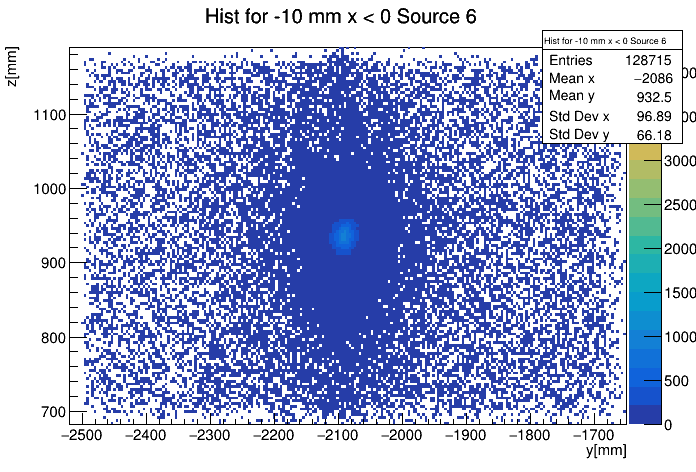 Hist for -10 mm x < 0 Source 6
Hist for -10 mm x < 0 Source 6
Entries 128715
Mean x −2086
Mean y 932.5
Std Dev x 96.89
Std Dev y 66.18
z[mm]
1100
1000
900
800
700
−2500 −2400 −2300 −2200 −2100 −2000 −1900 −1800 −1700
y[mm]
3000
2500
2000
1500
1000
500
0